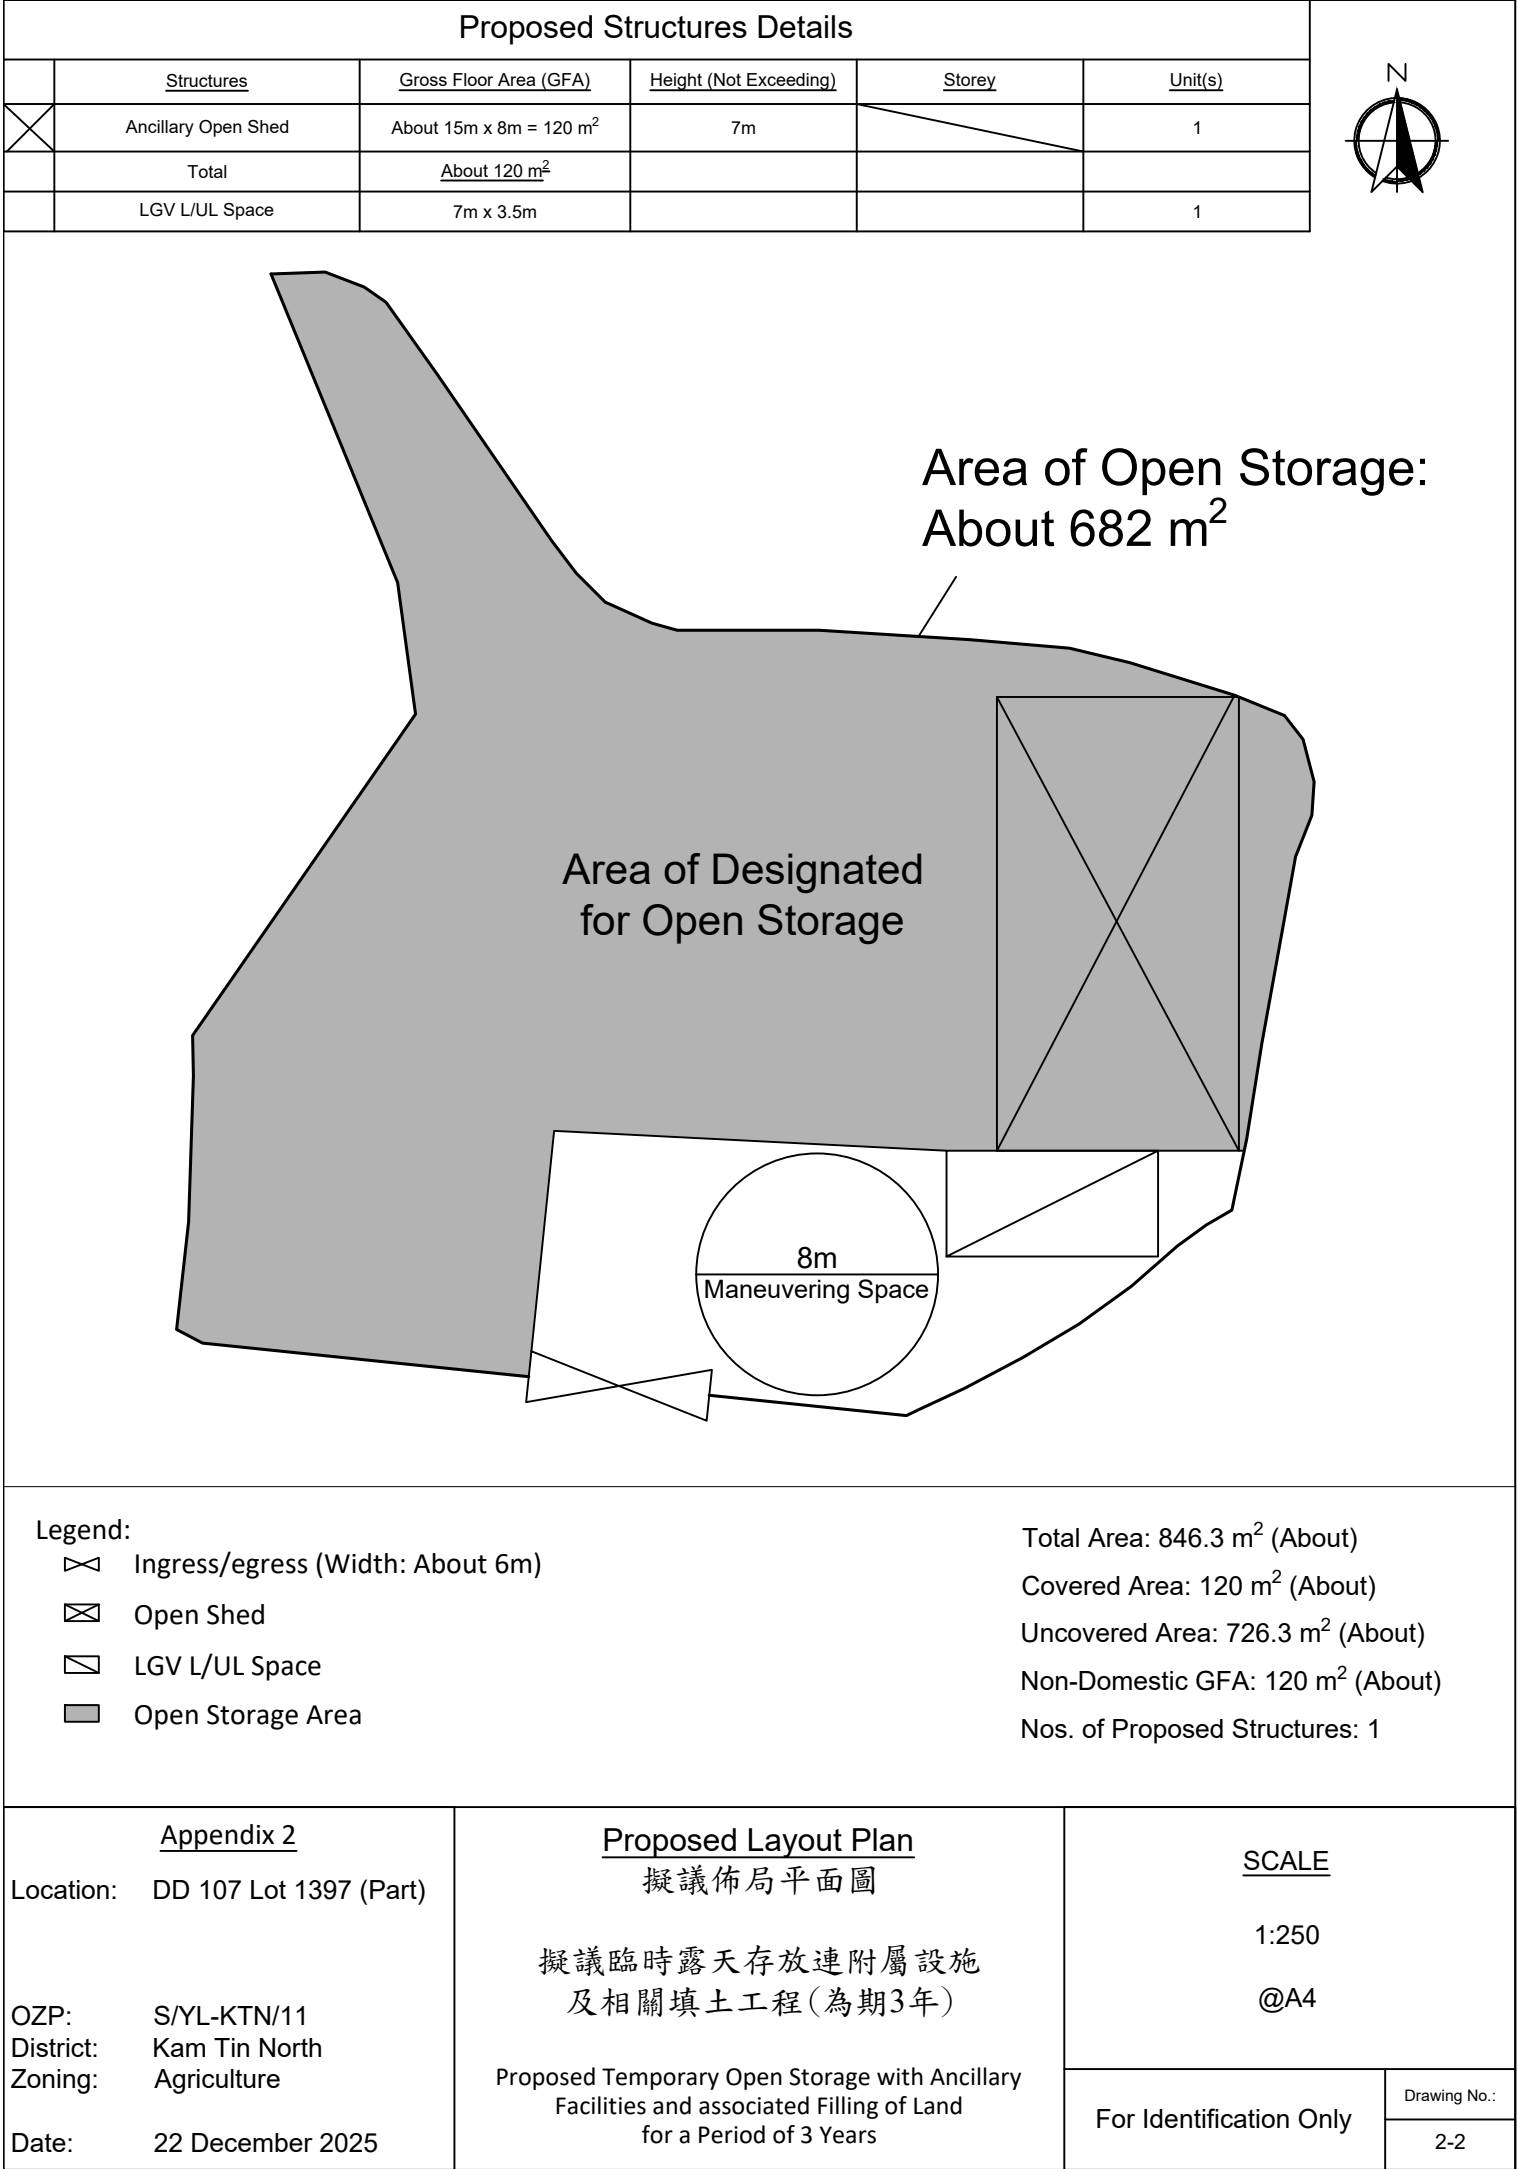 Proposed Structures Details
Structures Gross Floor Area (GFA) Height (Not Exceeding) Storey Unit(s)
Ancillary Open Shed About 15m x 8m = 120 m² 7m 1
Total About 120 m²
LGV L/UL Space 7m x 3.5m 1
N
Area of Open Storage:
About 682 m²
Area of Designated
for Open Storage
8m
Maneuvering Space
Legend:
Ingress/egress (Width: About 6m)
Open Shed
LGV L/UL Space
Open Storage Area
Total Area: 846.3 m² (About)
Covered Area: 120 m² (About)
Uncovered Area: 726.3 m² (About)
Non-Domestic GFA: 120 m² (About)
Nos. of Proposed Structures: 1
Appendix 2
Location: DD 107 Lot 1397 (Part)
OZP: S/YL-KTN/11
District: Kam Tin North
Zoning: Agriculture
Date: 22 December 2025
Proposed Layout Plan
擬議佈局平面圖
擬議臨時露天存放連附屬設施
及相關填土工程(為期3年)
Proposed Temporary Open Storage with Ancillary
Facilities and associated Filling of Land
for a Period of 3 Years
SCALE
1:250
@A4
For Identification Only
Drawing No.:
2-2